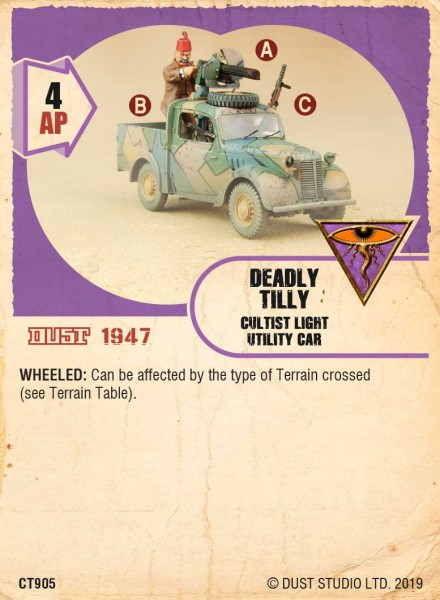 4
AP
A
B
C
DEADLY
TILLY
CULTIST LIGHT
UTILITY CAR
DUST 1947
WHEELED: Can be affected by the type of Terrain crossed
(see Terrain Table).
CT905
© DUST STUDIO LTD. 2019